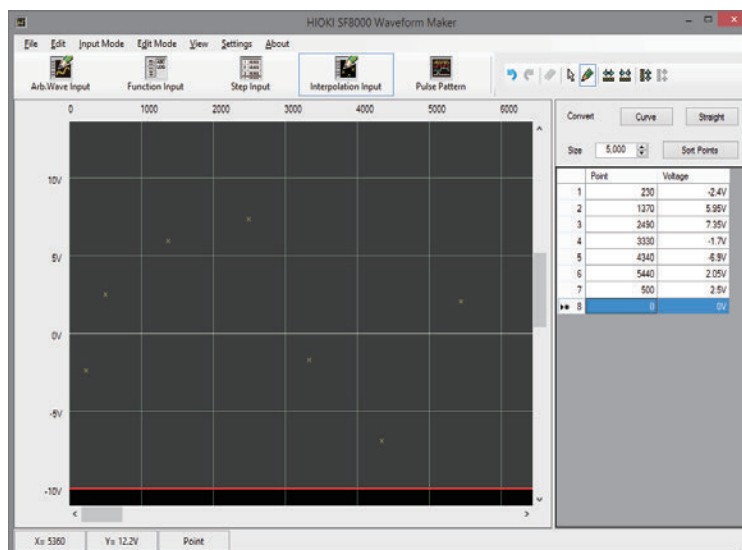 HIOKI SF8000 Waveform Maker
File Edit Input Mode Edit Mode View Settings About
Arb.Wave Input Function Input Step Input Interpolation Input Pulse Pattern
0 1000 2000 3000 4000 5000 6000
10V
5V
0V
-5V
-10V
Convert Curve Straight
Size 5.000 Sort Points
Point Voltage
1 230 -2.4V
2 1370 5.95V
3 2490 7.35V
4 3330 -1.7V
5 4340 -6.9V
6 5440 2.05V
7 500 2.5V
8 0 0V
X= 5360 Y= 12.2V Point